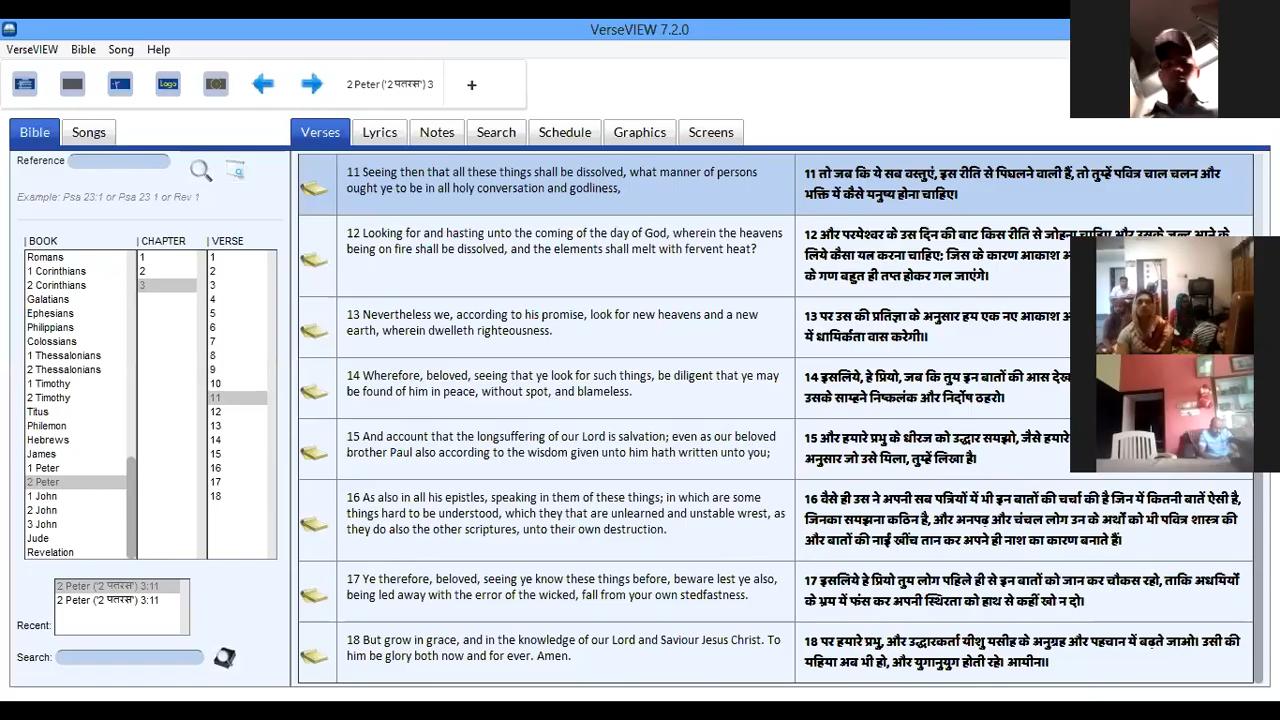 VerseVIEW 7.2.0
VerseVIEW Bible Song Help
Logo
2 Peter ('2 पतरस') 3
+
Bible Songs
Verses Lyrics Notes Search Schedule Graphics Screens
Reference
Example: Psa 23:1 or Psa 23 1 or Rev 1
| BOOK | CHAPTER | VERSE
Romans 1 1
1 Corinthians 2 2
2 Corinthians 3 3
Galatians 4
Ephesians 5
Philippians 6
Colossians 7
1 Thessalonians 8
2 Thessalonians 9
1 Timothy 10
2 Timothy 11
Titus 12
Philemon 13
Hebrews 14
James 15
1 Peter 16
2 Peter 17
1 John 18
2 John
3 John
Jude
Revelation
2 Peter ('2 पतरस') 3:11
2 Peter ('2 पतरस') 3:11
Recent:
Search:
11 Seeing then that all these things shall be dissolved, what manner of persons
ought ye to be in all holy conversation and godliness,
11 तो जब कि ये सब वस्तुएं, इस रीति से पिघलने वाली हैं, तो तुम्हें पवित्र चाल चलन और
भक्ति में कैसे मनुष्य होना चाहिए।
12 Looking for and hasting unto the coming of the day of God, wherein the heavens
being on fire shall be dissolved, and the elements shall melt with fervent heat?
12 और परमेश्वर के उस दिन की बाट किस रीति से जोहना चाहिए और उसके जल्द आने के
लिये कैसा यत्न करना चाहिए; जिस के कारण आकाश
के गण बहुत ही तप्त होकर गल जाएंगे।
13 Nevertheless we, according to his promise, look for new heavens and a new
earth, wherein dwelleth righteousness.
13 पर उस की प्रतिज्ञा के अनुसार हम एक नए आकाश
में धार्मिकता वास करेगी॥
14 Wherefore, beloved, seeing that ye look for such things, be diligent that ye may
be found of him in peace, without spot, and blameless.
14 इसलिये, हे प्रियो, जब कि तुम इन बातों की आस
उसके साम्हने निष्कलंक और निर्दोष ठहरो।
15 And account that the longsuffering of our Lord is salvation; even as our beloved
brother Paul also according to the wisdom given unto him hath written unto you;
15 और हमारे प्रभु के धीरज को उद्धार समझो, जैसे हमारे
अनुसार जो उसे मिला, तुम्हें लिखा है।
16 As also in all his epistles, speaking in them of these things; in which are some
things hard to be understood, which they that are unlearned and unstable wrest, as
they do also the other scriptures, unto their own destruction.
16 वैसे ही उस ने अपनी सब पत्रियों में भी इन बातों की चर्चा की है जिन में कितनी बातें ऐसी है,
जिनका समझना कठिन है, और अनपढ़ और चंचल लोग उन के अर्थों को भी पवित्र शास्त्र की
और बातों की नाईं खींच तान कर अपने ही नाश का कारण बनाते हैं।
17 Ye therefore, beloved, seeing ye know these things before, beware lest ye also,
being led away with the error of the wicked, fall from your own stedfastness.
17 इसलिये हे प्रियो तुम लोग पहिले ही से इन बातों को जान कर चौकस रहो, ताकि अधर्मियों
के भ्रम में फंस कर अपनी स्थिरता को हाथ से कहीं खो न दो।
18 But grow in grace, and in the knowledge of our Lord and Saviour Jesus Christ. To
him be glory both now and for ever. Amen.
18 पर हमारे प्रभु, और उद्धारकर्ता यीशु मसीह के अनुग्रह और पहचान में बढ़ते जाओ। उसी की
महिमा अब भी हो, और युगानुयुग होती रहे। आमीन॥